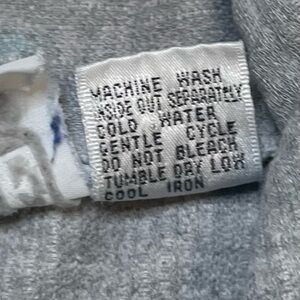 MACHINE WASH
INSIDE OUT SEPARATELY
COLD WATER
GENTLE CYCLE
DO NOT BLEACH
TUMBLE DRY LOW
COOL IRON